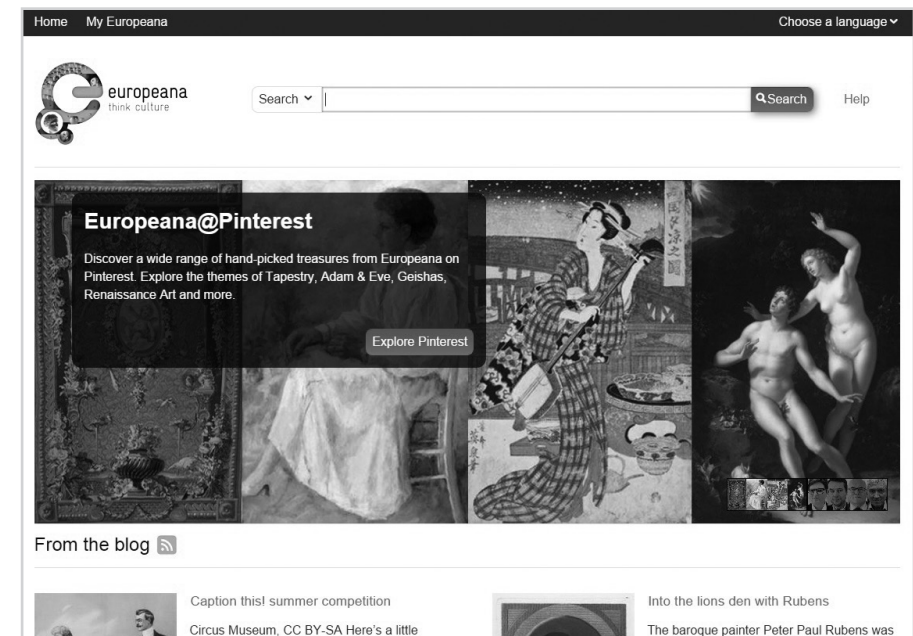 Home My Europeana Choose a language
europeana
think culture
Search Search Help
Europeana@Pinterest
Discover a wide range of hand-picked treasures from Europeana on
Pinterest. Explore the themes of Tapestry, Adam & Eve, Geishas,
Renaissance Art and more.
Explore Pinterest
From the blog
Caption this! summer competition
Circus Museum, CC BY-SA Here's a little
Into the lions den with Rubens
The baroque painter Peter Paul Rubens was